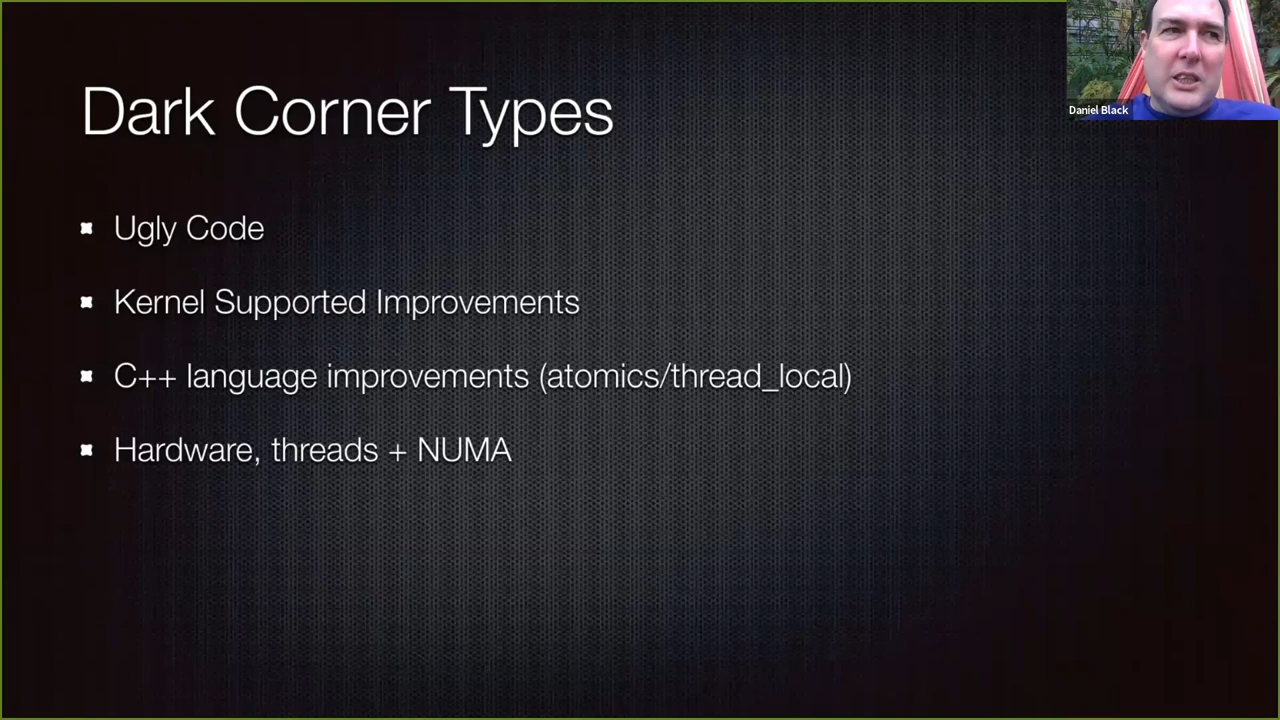 Dark Corner Types
Daniel Black
Ugly Code
Kernel Supported Improvements
C++ language improvements (atomics/thread_local)
Hardware, threads + NUMA